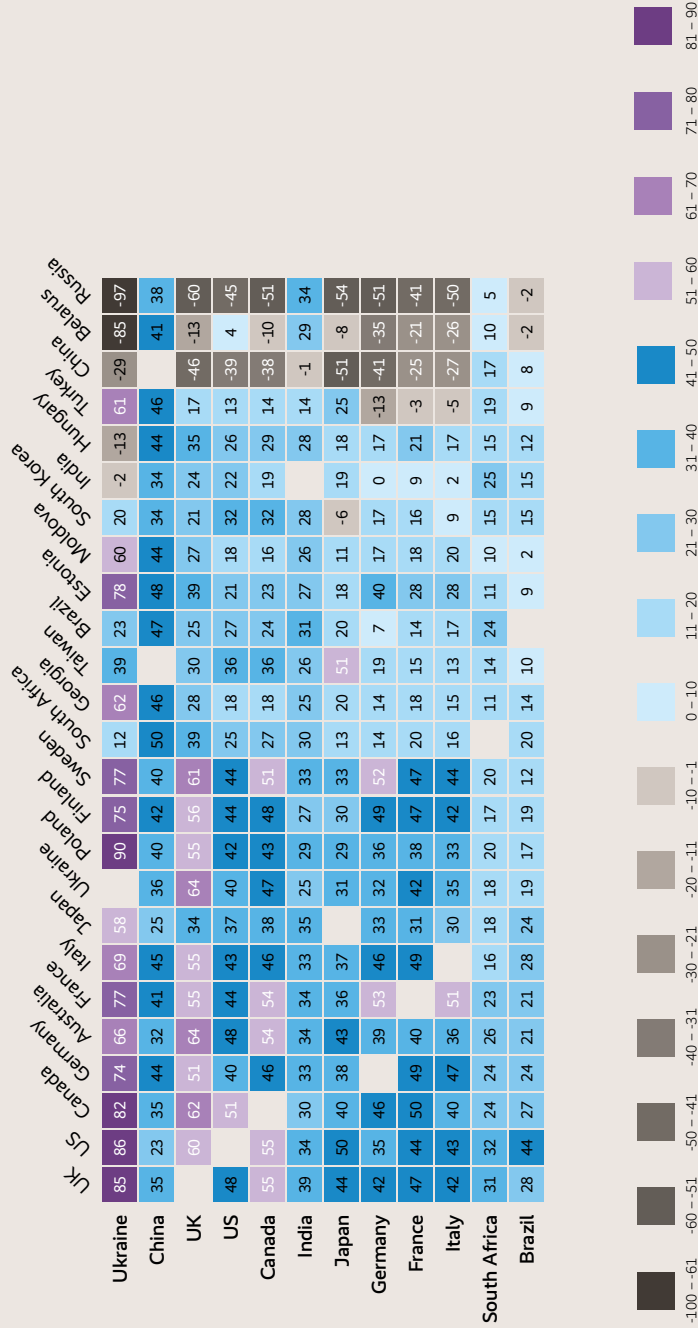 UK US Canada Germany Australia France Italy Japan Ukraine Poland Finland Sweden South Africa Georgia Taiwan Brazil Estonia Moldova South Korea India Hungary Turkey China Belarus Russia
Ukraine 85 86 82 74 66 77 69 58 90 75 77 12 62 39 23 78 60 20 -2 -13 61 -29 -85 -97
China 35 23 35 44 32 41 45 25 36 40 42 40 50 46 47 48 44 34 34 44 46 41 38
UK 60 62 51 64 55 55 34 64 55 56 61 39 28 30 25 39 27 21 24 35 17 -46 -13 -60
US 48 51 40 48 44 43 37 40 42 44 44 25 18 36 27 21 18 32 22 26 13 -39 4 -45
Canada 55 55 46 54 54 46 38 47 43 48 51 27 18 36 24 23 16 32 19 29 14 -38 -10 -51
India 39 34 30 33 34 34 33 35 25 29 27 33 30 25 26 31 27 26 28 28 14 -1 29 34
Japan 44 50 40 38 43 36 37 31 29 30 33 13 20 51 20 18 11 -6 19 18 25 -51 -8 -54
Germany 42 35 46 39 53 46 33 32 36 49 52 14 14 19 7 40 17 17 0 17 -13 -41 -35 -51
France 47 44 50 49 40 49 31 42 38 47 47 20 18 15 14 28 18 16 9 21 -3 -25 -21 -41
Italy 42 43 40 47 36 51 30 35 33 42 44 16 15 13 17 28 20 9 2 17 -5 -27 -26 -50
South Africa 31 32 24 24 26 23 16 18 18 20 17 20 11 14 24 11 10 15 25 15 19 17 10 5
Brazil 28 44 27 24 21 21 28 24 19 17 19 12 20 14 10 9 2 15 15 12 9 8 -2 -2
-100 – -61 -60 – -51 -50 – -41 -40 – -31 -30 – -21 -20 – -11 -10 – -1 0 – 10 11 – 20 21 – 30 31 – 40 41 – 50 51 – 60 61 – 70 71 – 80 81 – 90